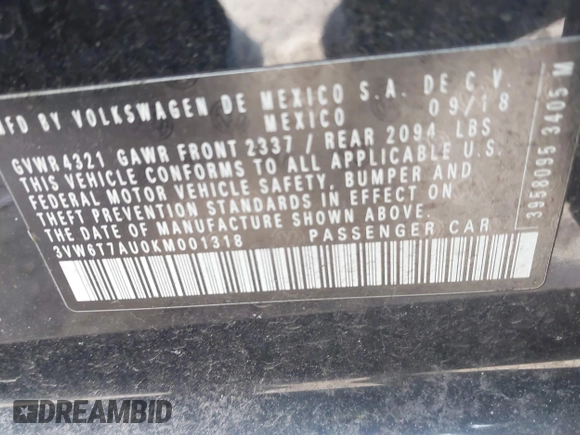 MFD BY VOLKSWAGEN DE MEXICO S.A. DE C.V.
MEXICO 09/18
GVWR 4321 GAWR FRONT 2337 / REAR 2094 LBS
THIS VEHICLE CONFORMS TO ALL APPLICABLE U.S.
FEDERAL MOTOR VEHICLE SAFETY, BUMPER AND
THEFT PREVENTION STANDARDS IN EFFECT ON
THE DATE OF MANUFACTURE SHOWN ABOVE.
3VW6T7AU0KM001318 PASSENGER CAR
3958095 3405 M
DREAMBID